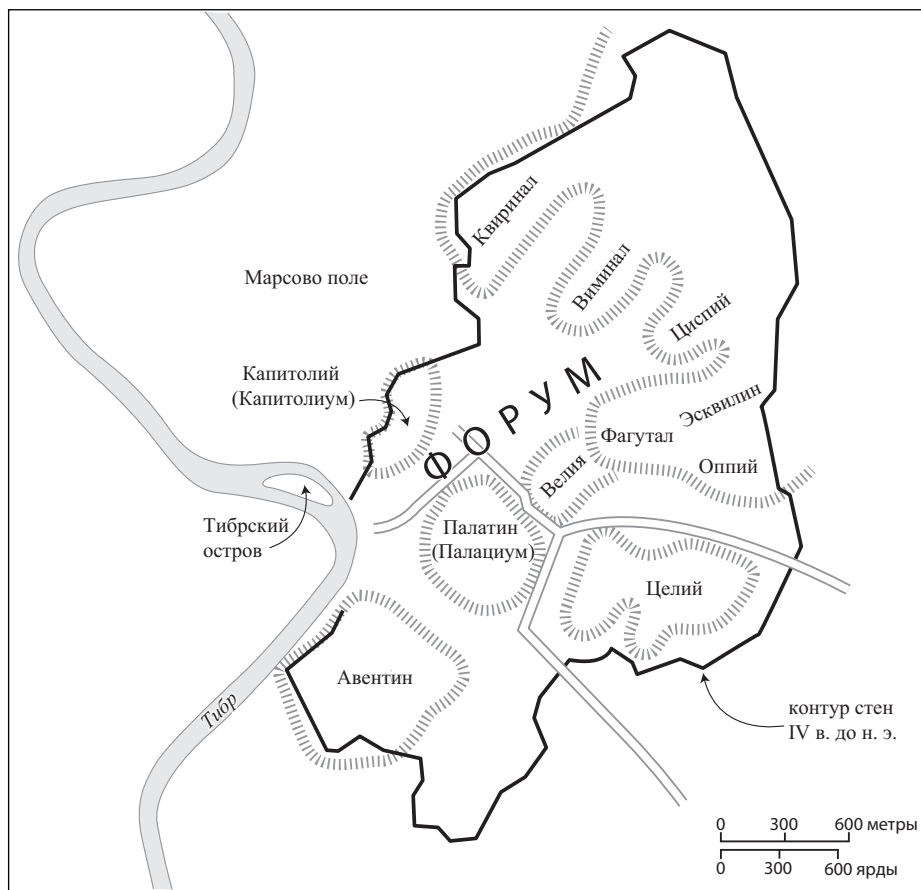 Квиринал
Марсово поле
Виминал
Циспий
Капитолий
(Капитолиум)
ФОРУМ
Эсквилин
Фагутал
Оппий
Велия
Тибрский
остров
Палатин
(Палациум)
Целий
Авентин
Тибр
контур стен
IV в. до н. э.
0 300 600 метры
0 300 600 ярды